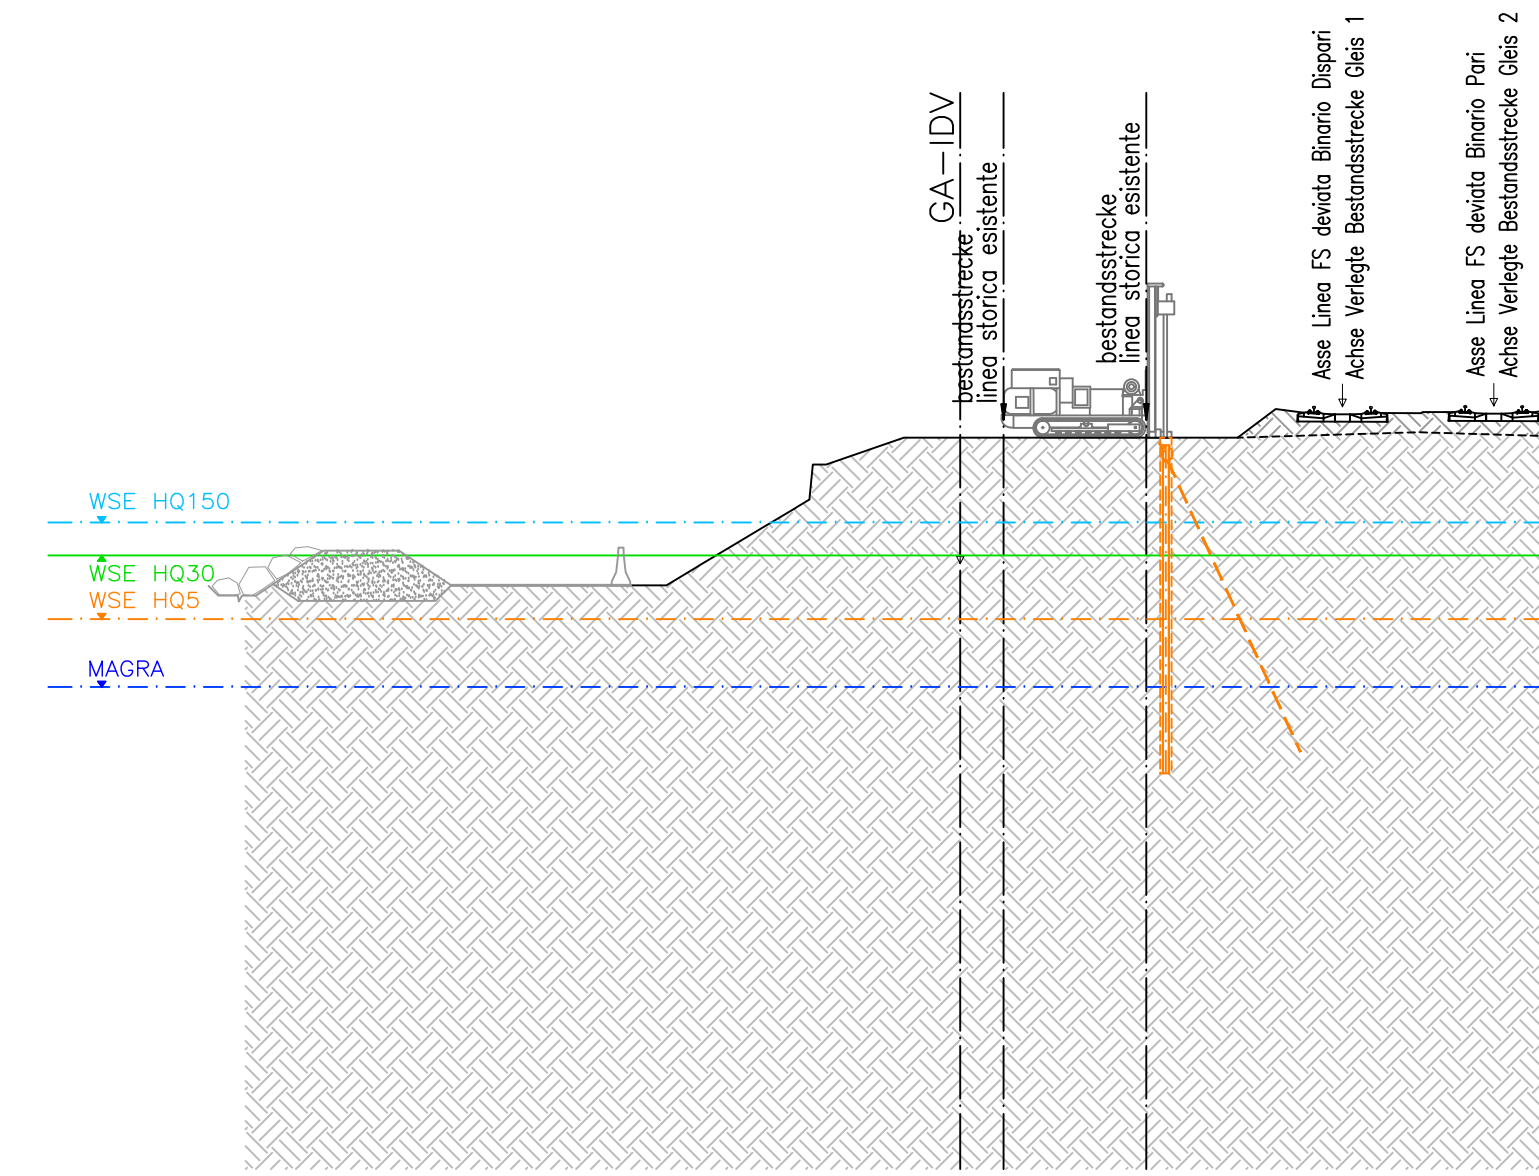 GA-IDV
bestandsstrecke
linea storica esistente
bestandsstrecke
linea storica esistente
Asse Linea FS deviata Binario Dispari
Achse Verlegte Bestandsstrecke Gleis 1
Asse Linea FS deviata Binario Pari
Achse Verlegte Bestandsstrecke Gleis 2
WSE HQ150
WSE HQ30
WSE HQ5
MAGRA